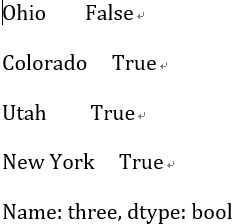 Ohio False
Colorado True
Utah True
New York True
Name: three, dtype: bool